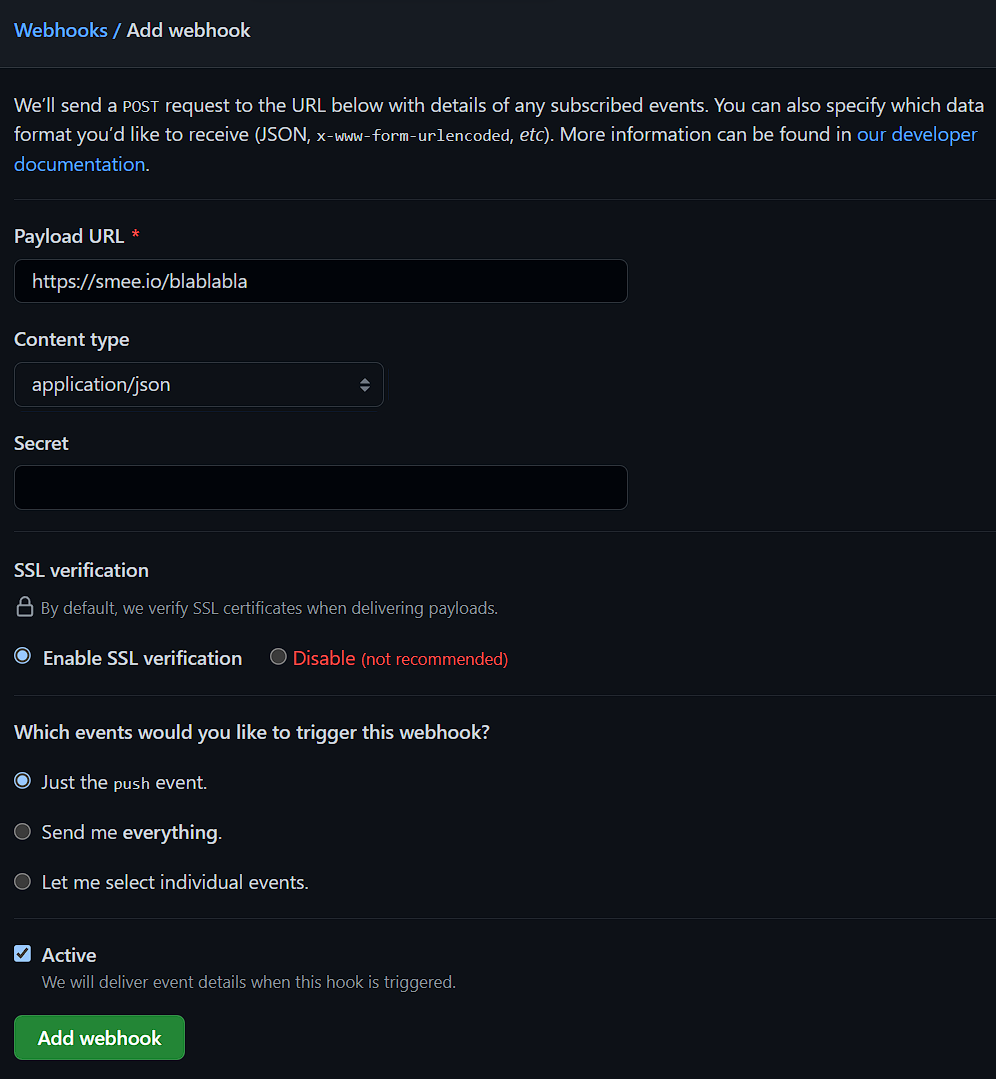 Webhooks / Add webhook
We’ll send a POST request to the URL below with details of any subscribed events. You can also specify which data
format you’d like to receive (JSON, x-www-form-urlencoded, etc). More information can be found in our developer
documentation.
Payload URL *
https://smee.io/blablabla
Content type
application/json
Secret
SSL verification
By default, we verify SSL certificates when delivering payloads.
Enable SSL verification Disable (not recommended)
Which events would you like to trigger this webhook?
Just the push event.
Send me everything.
Let me select individual events.
Active
We will deliver event details when this hook is triggered.
Add webhook